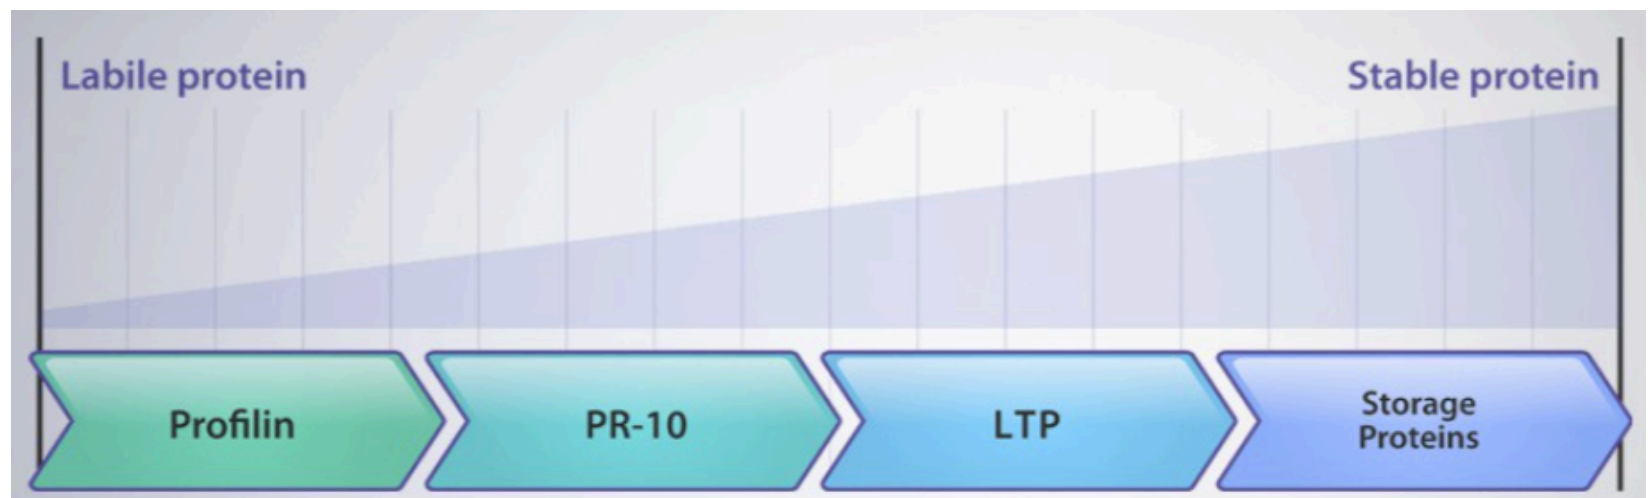 Labile protein
Stable protein
Profilin
PR-10
LTP
Storage
Proteins